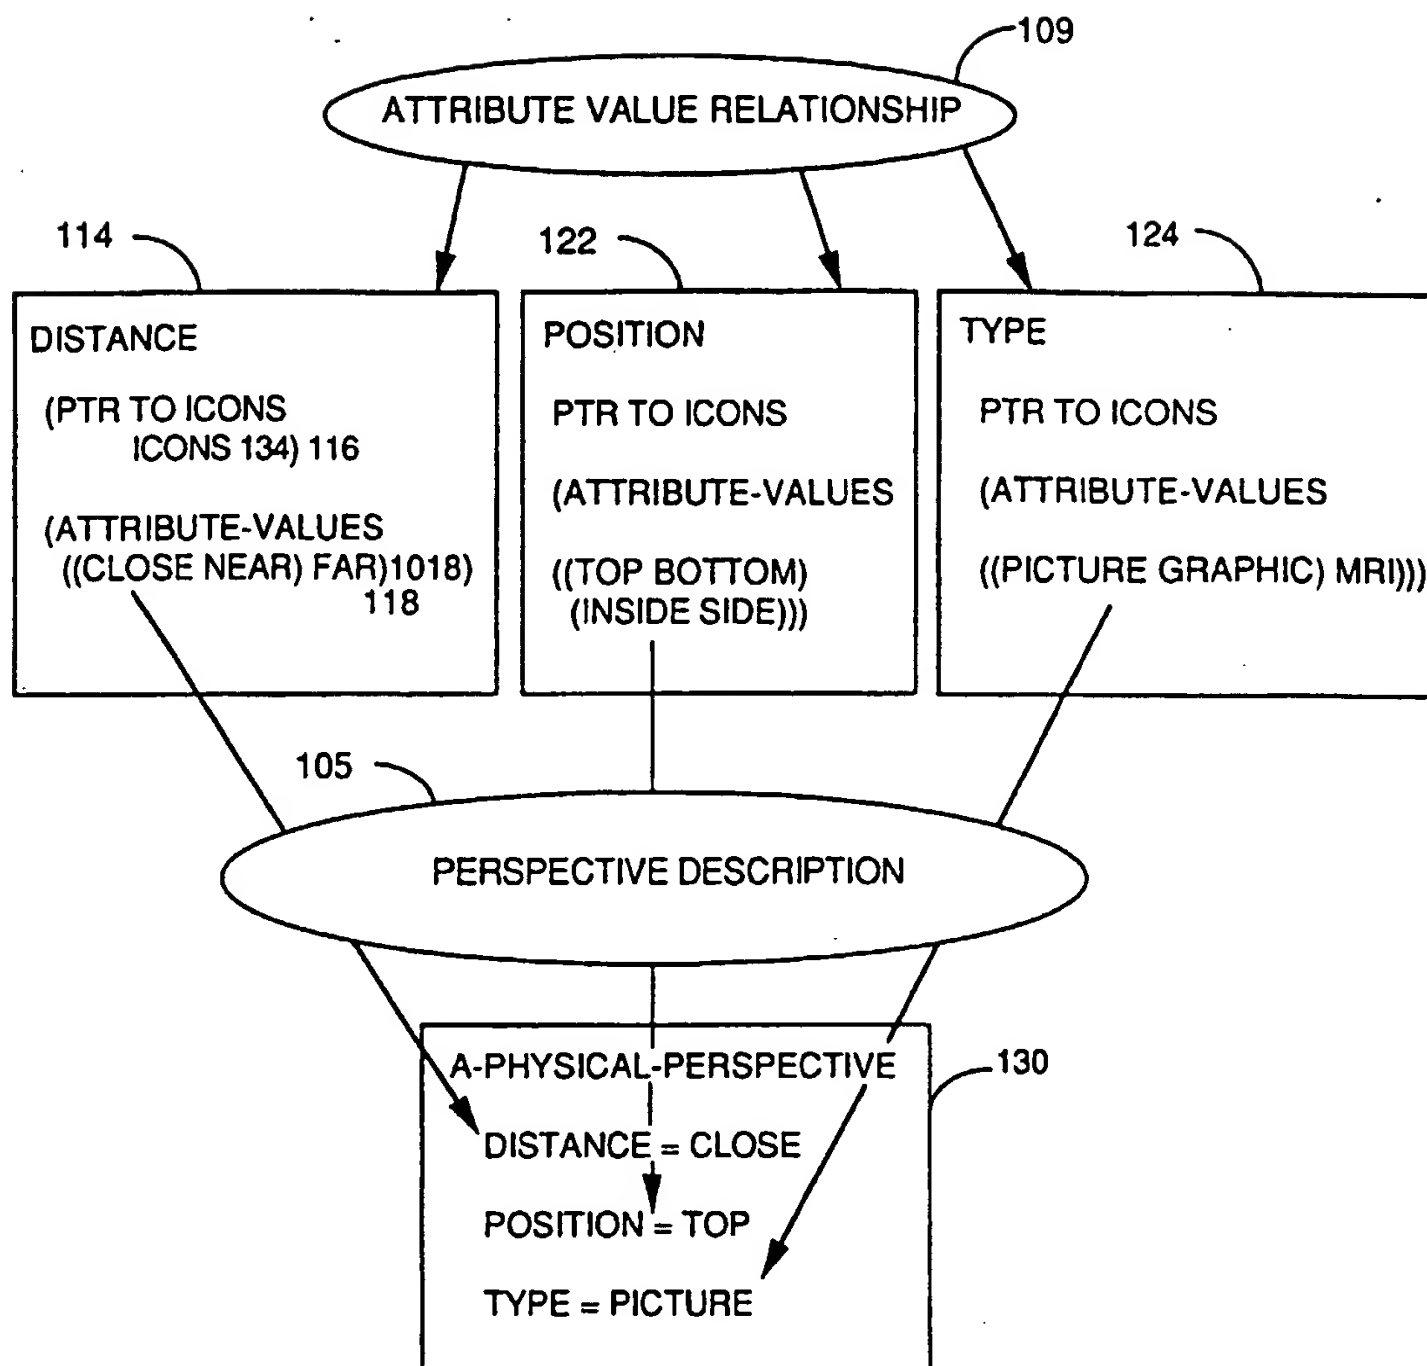 109
ATTRIBUTE VALUE RELATIONSHIP
114
122
124
DISTANCE
(PTR TO ICONS
ICONS 134) 116
(ATTRIBUTE-VALUES
((CLOSE NEAR) FAR)1018)
118
POSITION
PTR TO ICONS
(ATTRIBUTE-VALUES
((TOP BOTTOM)
(INSIDE SIDE)))
TYPE
PTR TO ICONS
(ATTRIBUTE-VALUES
((PICTURE GRAPHIC) MRI)))
105
PERSPECTIVE DESCRIPTION
A-PHYSICAL-PERSPECTIVE
130
DISTANCE = CLOSE
POSITION = TOP
TYPE = PICTURE